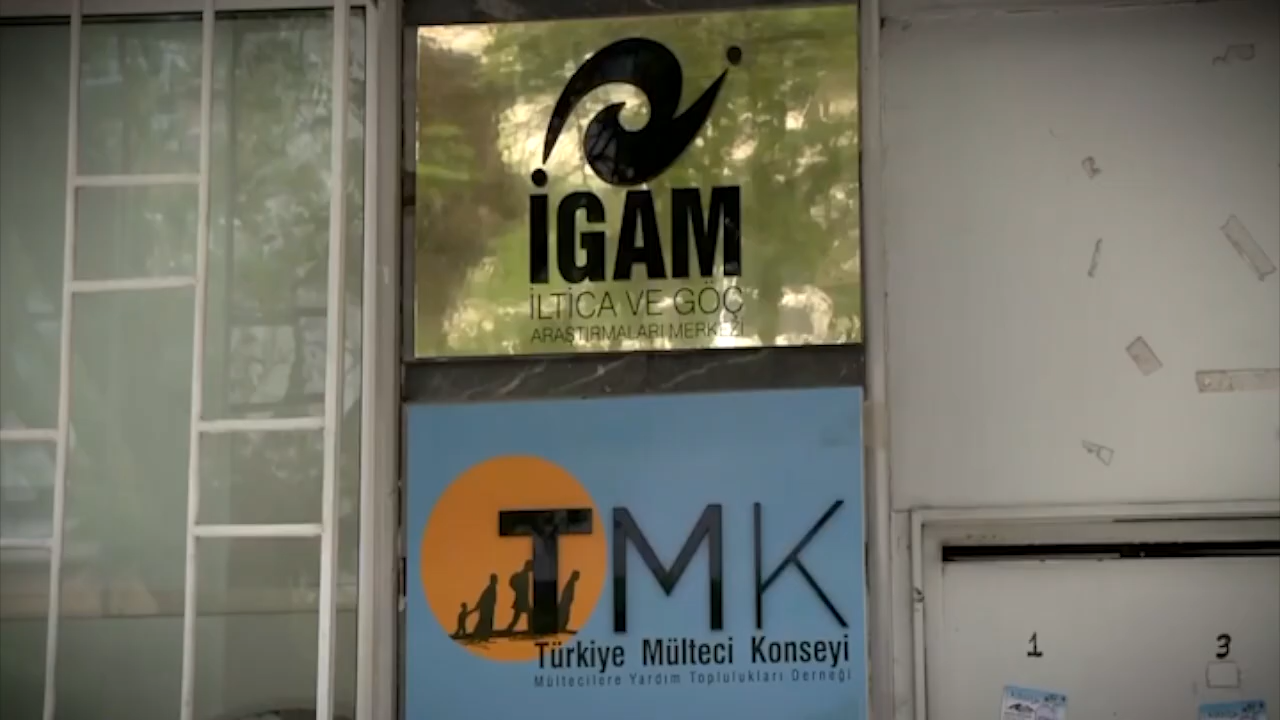 İGAM
İLTİCA VE GÖÇ
ARAŞTIRMALARI MERKEZİ
TMK
Türkiye Mülteci Konseyi
Mültecilere Yardım Toplulukları Derneği
1
3